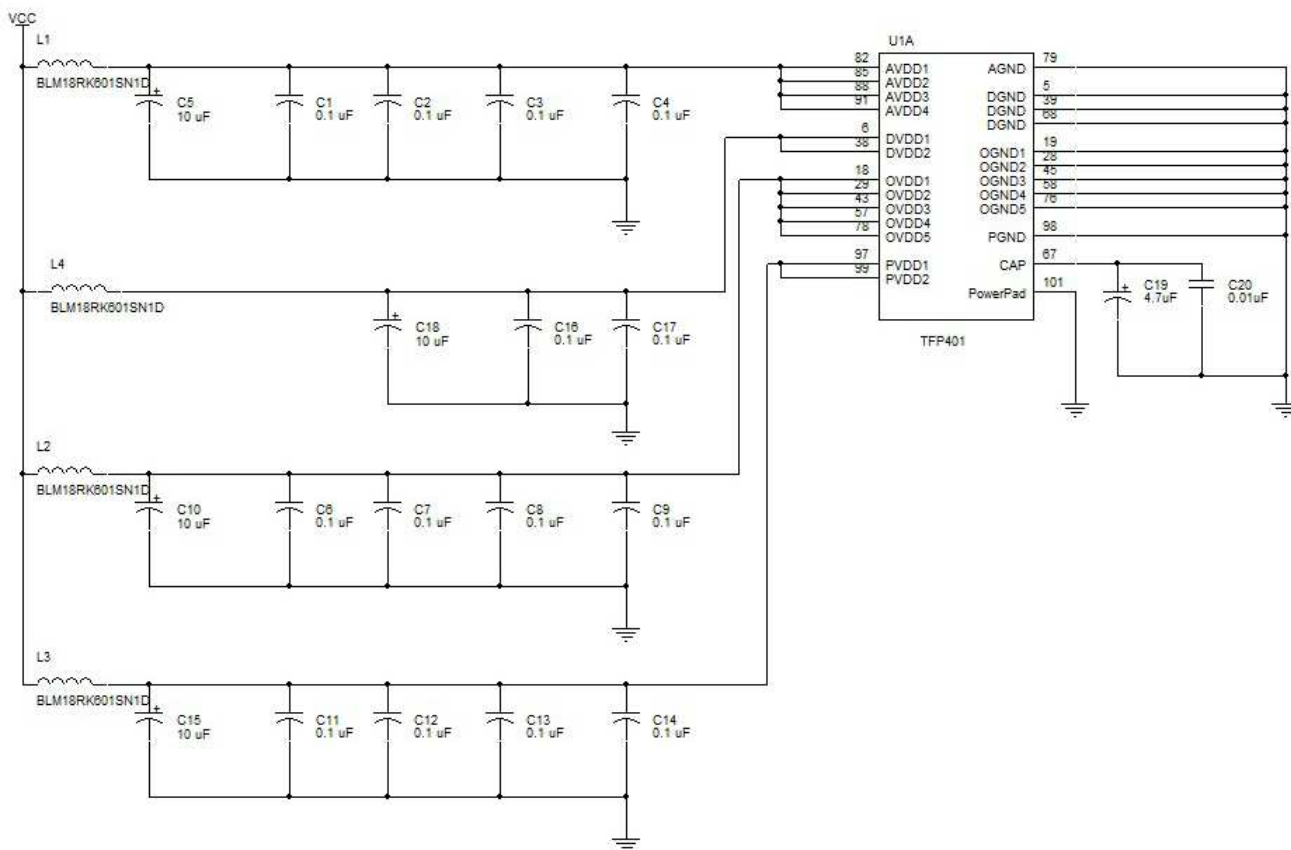 VCC
L1
BLM18RK601SN1D
C5
10 uF
C1
0.1 uF
C2
0.1 uF
C3
0.1 uF
C4
0.1 uF
U1A
82 AVDD1
85 AVDD2
88 AVDD3
91 AVDD4
6 DVDD1
38 DVDD2
18 OVDD1
29 OVDD2
43 OVDD3
57 OVDD4
78 OVDD5
97 PVDD1
99 PVDD2
AGND 79
DGND 5
DGND 39
DGND 68
OGND1 19
OGND2 28
OGND3 45
OGND4 58
OGND5 76
PGND 98
CAP 67
PowerPad 101
TFP401
C19
4.7uF
C20
0.01uF
L4
BLM18RK601SN1D
C18
10 uF
C16
0.1 uF
C17
0.1 uF
L2
BLM18RK601SN1D
C10
10 uF
C6
0.1 uF
C7
0.1 uF
C8
0.1 uF
C9
0.1 uF
L3
BLM18RK601SN1D
C15
10 uF
C11
0.1 uF
C12
0.1 uF
C13
0.1 uF
C14
0.1 uF